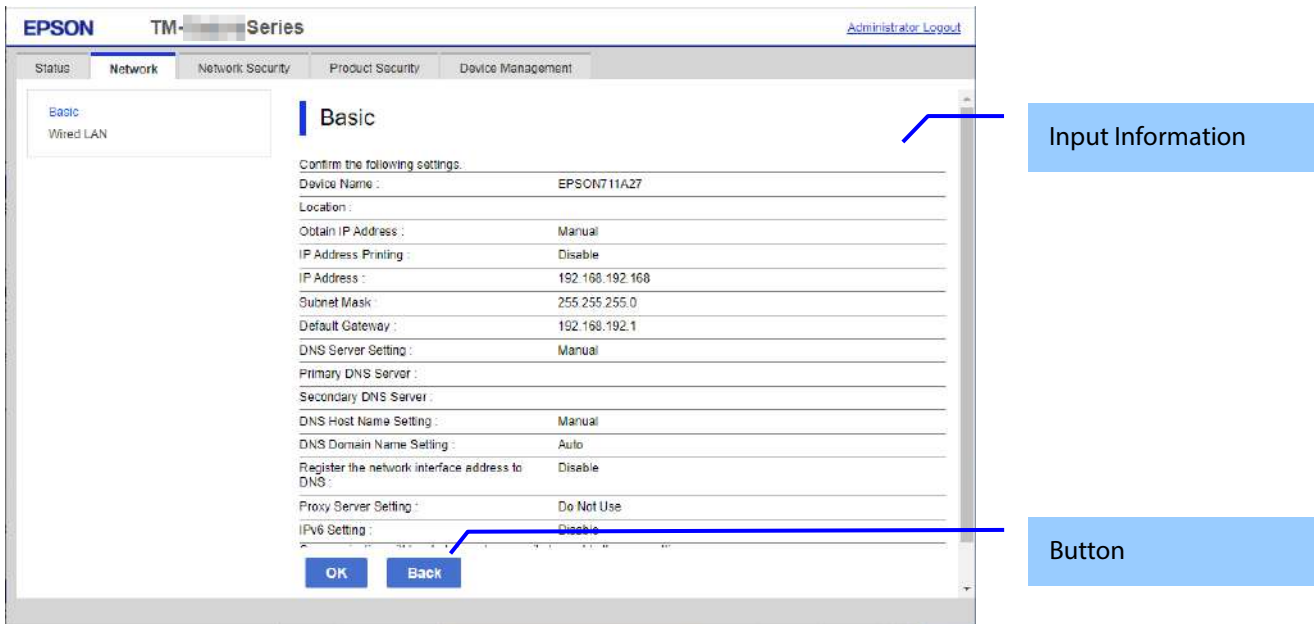 EPSON TM- Series Administrator Logout
Status Network Network Security Product Security Device Management
Basic
Wired LAN
Basic
Confirm the following settings.
Device Name : EPSON711A27
Location :
Obtain IP Address : Manual
IP Address Printing : Disable
IP Address : 192.168.192.168
Subnet Mask : 255.255.255.0
Default Gateway : 192.168.192.1
DNS Server Setting : Manual
Primary DNS Server :
Secondary DNS Server :
DNS Host Name Setting : Manual
DNS Domain Name Setting : Auto
Register the network interface address to Disable
DNS :
Proxy Server Setting : Do Not Use
IPv6 Setting : Disable
OK Back
Input Information
Button